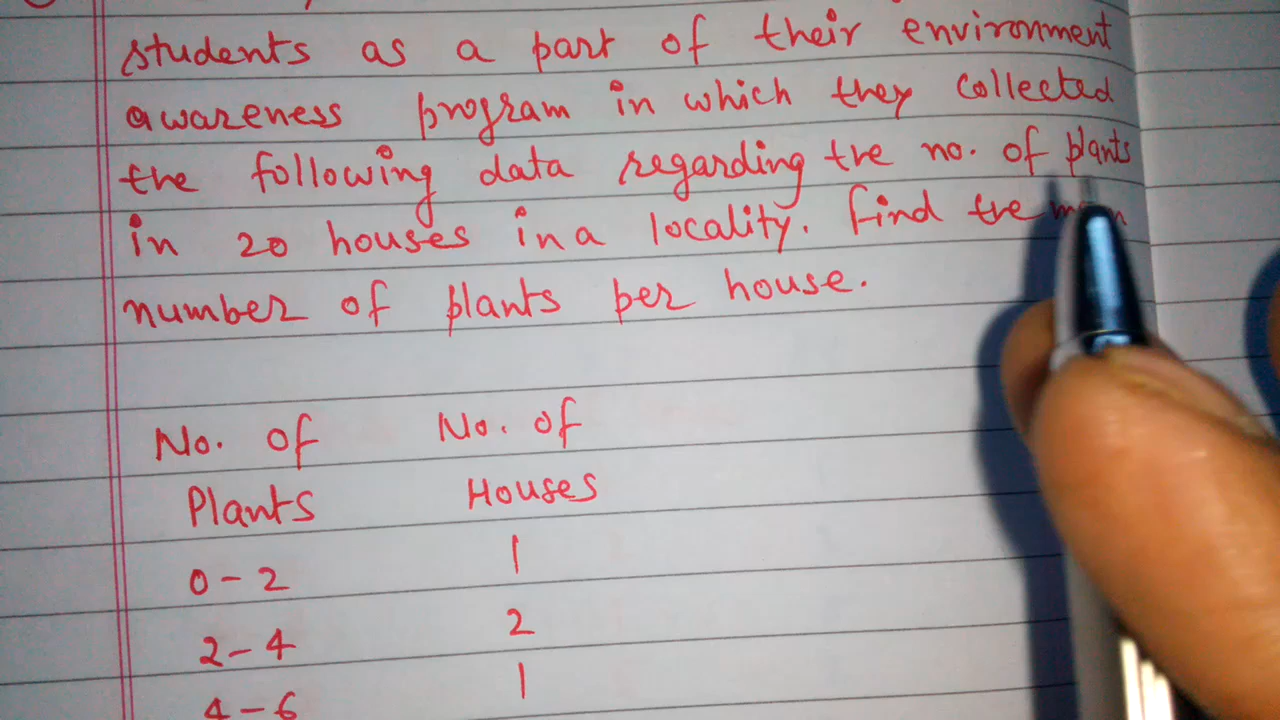 students as a part of their environment
awareness program in which they collected
the following data regarding the no. of plants
in 20 houses in a locality. Find the
number of plants per house.
No. of No. of
Plants Houses
0-2 1
2-4 2
4-6 1